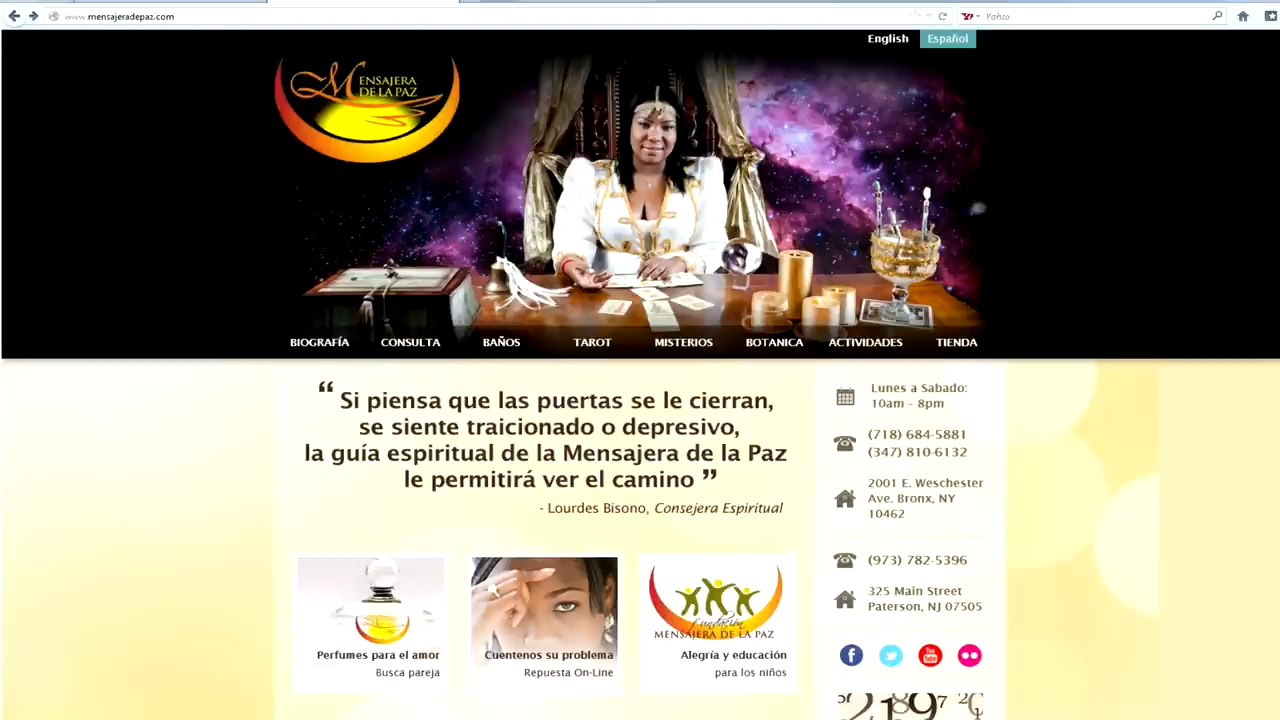 www.mensajeradepaz.com
Yahoo
English Español
MENSAJERA
DE LA PAZ
BIOGRAFÍA CONSULTA BAÑOS TAROT MISTERIOS BOTANICA ACTIVIDADES TIENDA
“ Si piensa que las puertas se le cierran,
se siente traicionado o depresivo,
la guía espiritual de la Mensajera de la Paz
le permitirá ver el camino ”
- Lourdes Bisono, Consejera Espiritual
Perfumes para el amor
Busca pareja
Cuentenos su problema
Repuesta On-Line
fundación
MENSAJERA DE LA PAZ
Alegría y educación
para los niños
Lunes a Sabado:
10am – 8pm
(718) 684-5881
(347) 810-6132
2001 E. Weschester
Ave. Bronx, NY
10462
(973) 782-5396
325 Main Street
Paterson, NJ 07505
You
Tube